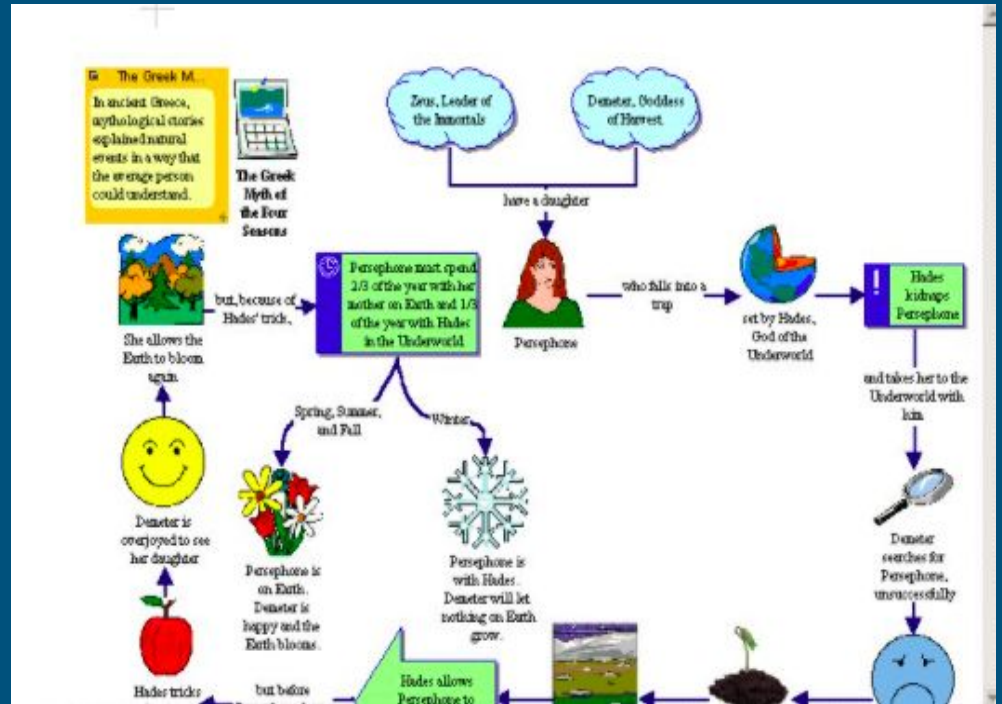 The Greek M...
In ancient Greece,
mythological stories
explained natural
events in a way that
the average person
could understand.
The Greek
Myth of
the Four
Seasons
Zeus, Leader of
the Immortals
Demeter, Goddess
of Harvest
have a daughter
Persephone
who falls into a
trap
set by Hades,
God of the
Underworld
Hades
kidnaps
Persephone
and takes her to the
Underworld with
him
Demeter
searches for
Persephone,
unsuccessfully
Hades allows
Persephone to
but before
Hades tricks
Demeter is
overjoyed to see
her daughter
She allows the
Earth to bloom
again
but, because of
Hades' trick,
Persephone must spend
2/3 of the year with her
mother on Earth and 1/3
of the year with Hades
in the Underworld
Spring, Summer,
and Fall
Winter
Persephone is
on Earth.
Demeter is
happy and the
Earth blooms.
Persephone is
with Hades.
Demeter will let
nothing on Earth
grow.